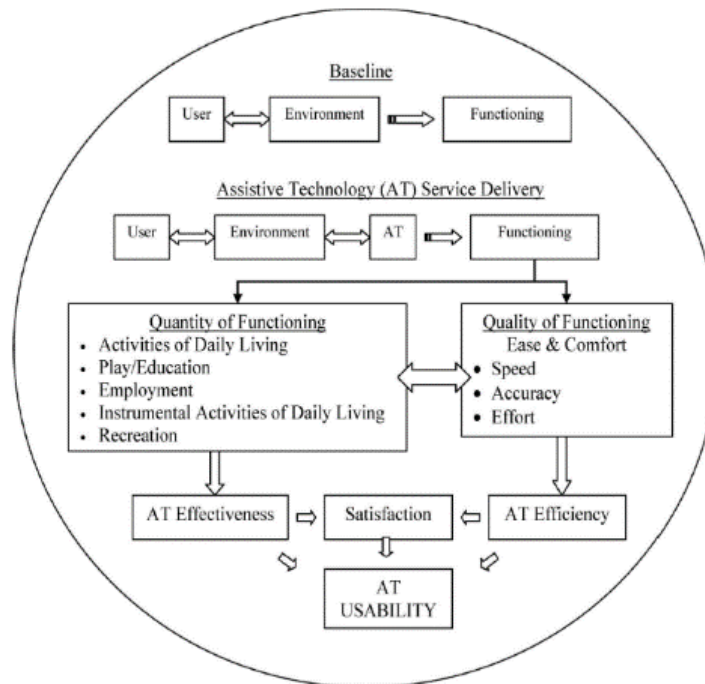 Baseline
User
Environment
Functioning
Assistive Technology (AT) Service Delivery
User
Environment
AT
Functioning
Quantity of Functioning
• Activities of Daily Living
• Play/Education
• Employment
• Instrumental Activities of Daily Living
• Recreation
Quality of Functioning
Ease & Comfort
• Speed
• Accuracy
• Effort
AT Effectiveness
Satisfaction
AT Efficiency
AT
USABILITY